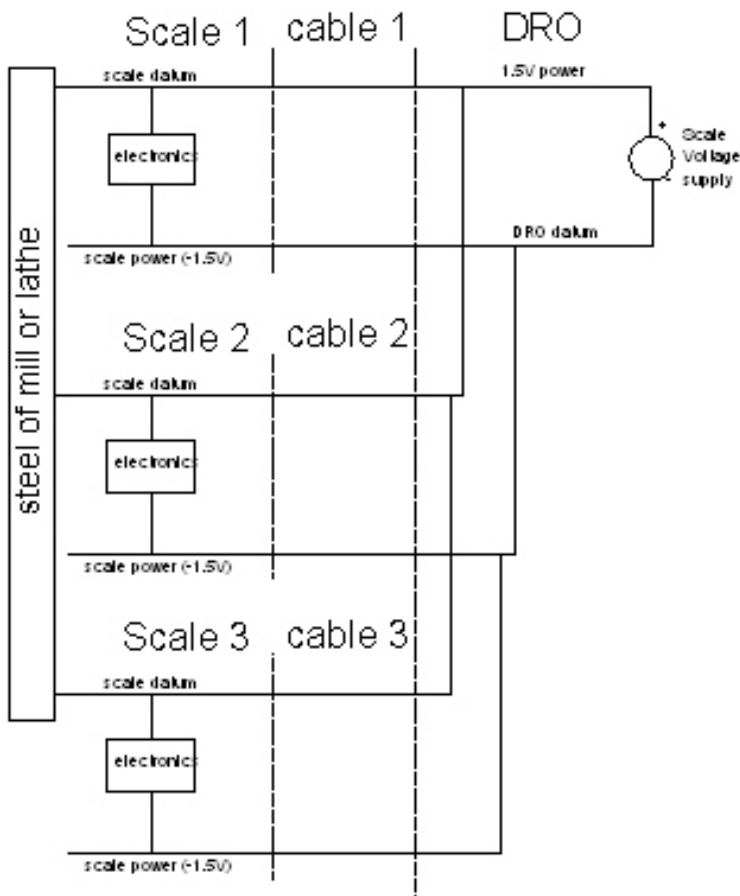 Scale 1 cable 1 DRO
scale datum
1.5V power
electronics
+
Scale
Voltage
supply
-
DRO datum
scale power (-1.5V)
steel of mill or lathe
Scale 2 cable 2
scale datum
electronics
scale power (-1.5V)
Scale 3 cable 3
scale datum
electronics
scale power (-1.5V)